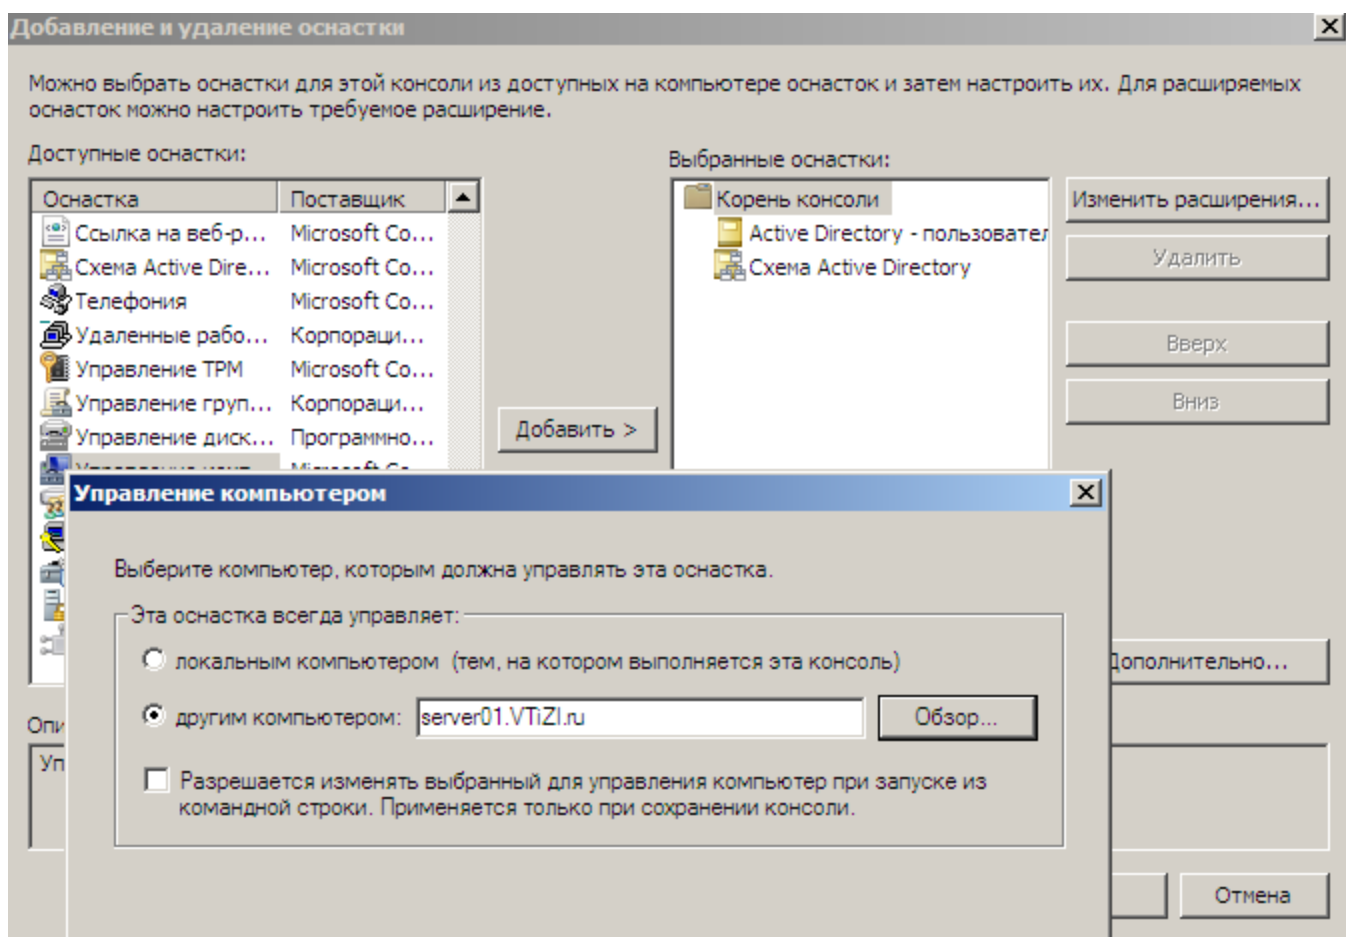 Добавление и удаление оснастки
Можно выбрать оснастки для этой консоли из доступных на компьютере оснасток и затем настроить их. Для расширяемых
оснасток можно настроить требуемое расширение.
Доступные оснастки:
Оснастка Поставщик
Ссылка на веб-р... Microsoft Co...
Схема Active Dire... Microsoft Co...
Телефония Microsoft Co...
Удаленные рабо... Корпораци...
Управление TPM Microsoft Co...
Управление груп... Корпораци...
Управление диск... Программно...
Добавить >
Выбранные оснастки:
Корень консоли
Active Directory - пользовател
Схема Active Directory
Изменить расширения...
Удалить
Вверх
Вниз
Дополнительно...
Опи
Уп
Отмена
Управление компьютером
Выберите компьютер, которым должна управлять эта оснастка.
Эта оснастка всегда управляет:
локальным компьютером (тем, на котором выполняется эта консоль)
другим компьютером: server01.VTiZI.ru Обзор...
Разрешается изменять выбранный для управления компьютер при запуске из
командной строки. Применяется только при сохранении консоли.